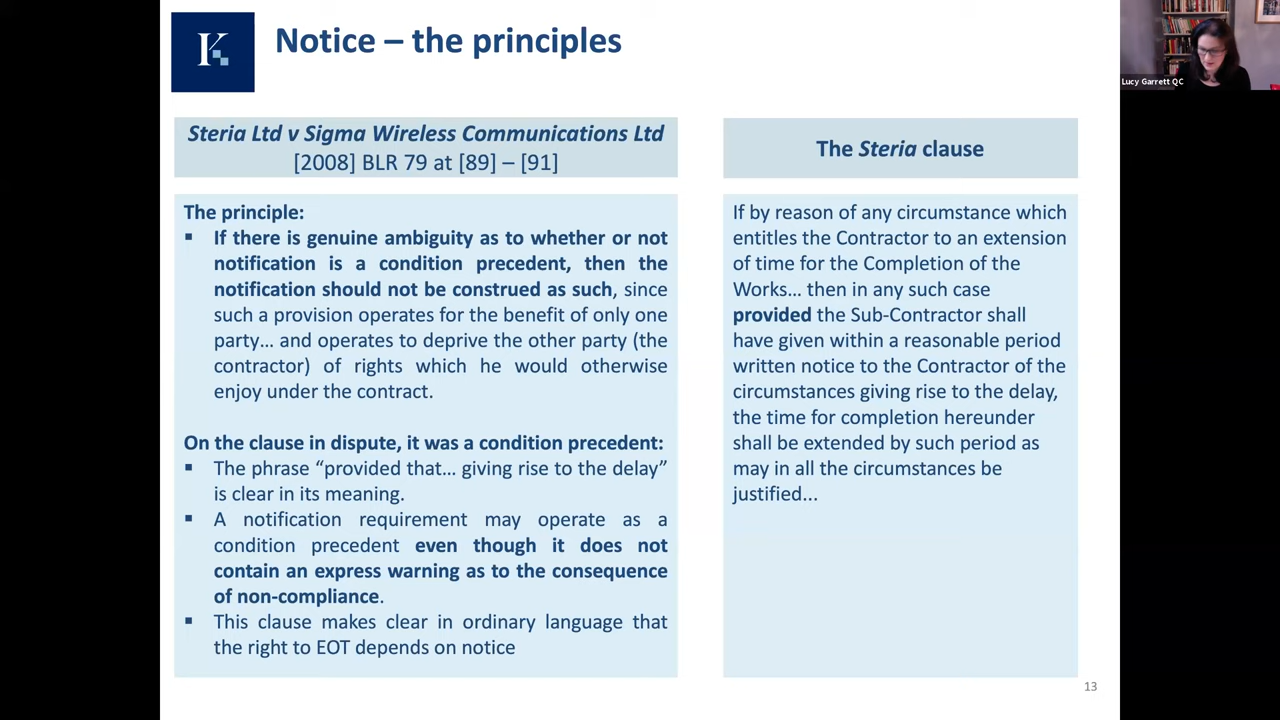 K
Notice – the principles
Lucy Garrett QC
Steria Ltd v Sigma Wireless Communications Ltd
[2008] BLR 79 at [89] – [91]
The principle:
▪ If there is genuine ambiguity as to whether or not
notification is a condition precedent, then the
notification should not be construed as such, since
such a provision operates for the benefit of only one
party… and operates to deprive the other party (the
contractor) of rights which he would otherwise
enjoy under the contract.
On the clause in dispute, it was a condition precedent:
▪ The phrase “provided that… giving rise to the delay”
is clear in its meaning.
▪ A notification requirement may operate as a
condition precedent even though it does not
contain an express warning as to the consequence
of non-compliance.
▪ This clause makes clear in ordinary language that
the right to EOT depends on notice
The Steria clause
If by reason of any circumstance which
entitles the Contractor to an extension
of time for the Completion of the
Works… then in any such case
provided the Sub-Contractor shall
have given within a reasonable period
written notice to the Contractor of the
circumstances giving rise to the delay,
the time for completion hereunder
shall be extended by such period as
may in all the circumstances be
justified...
13